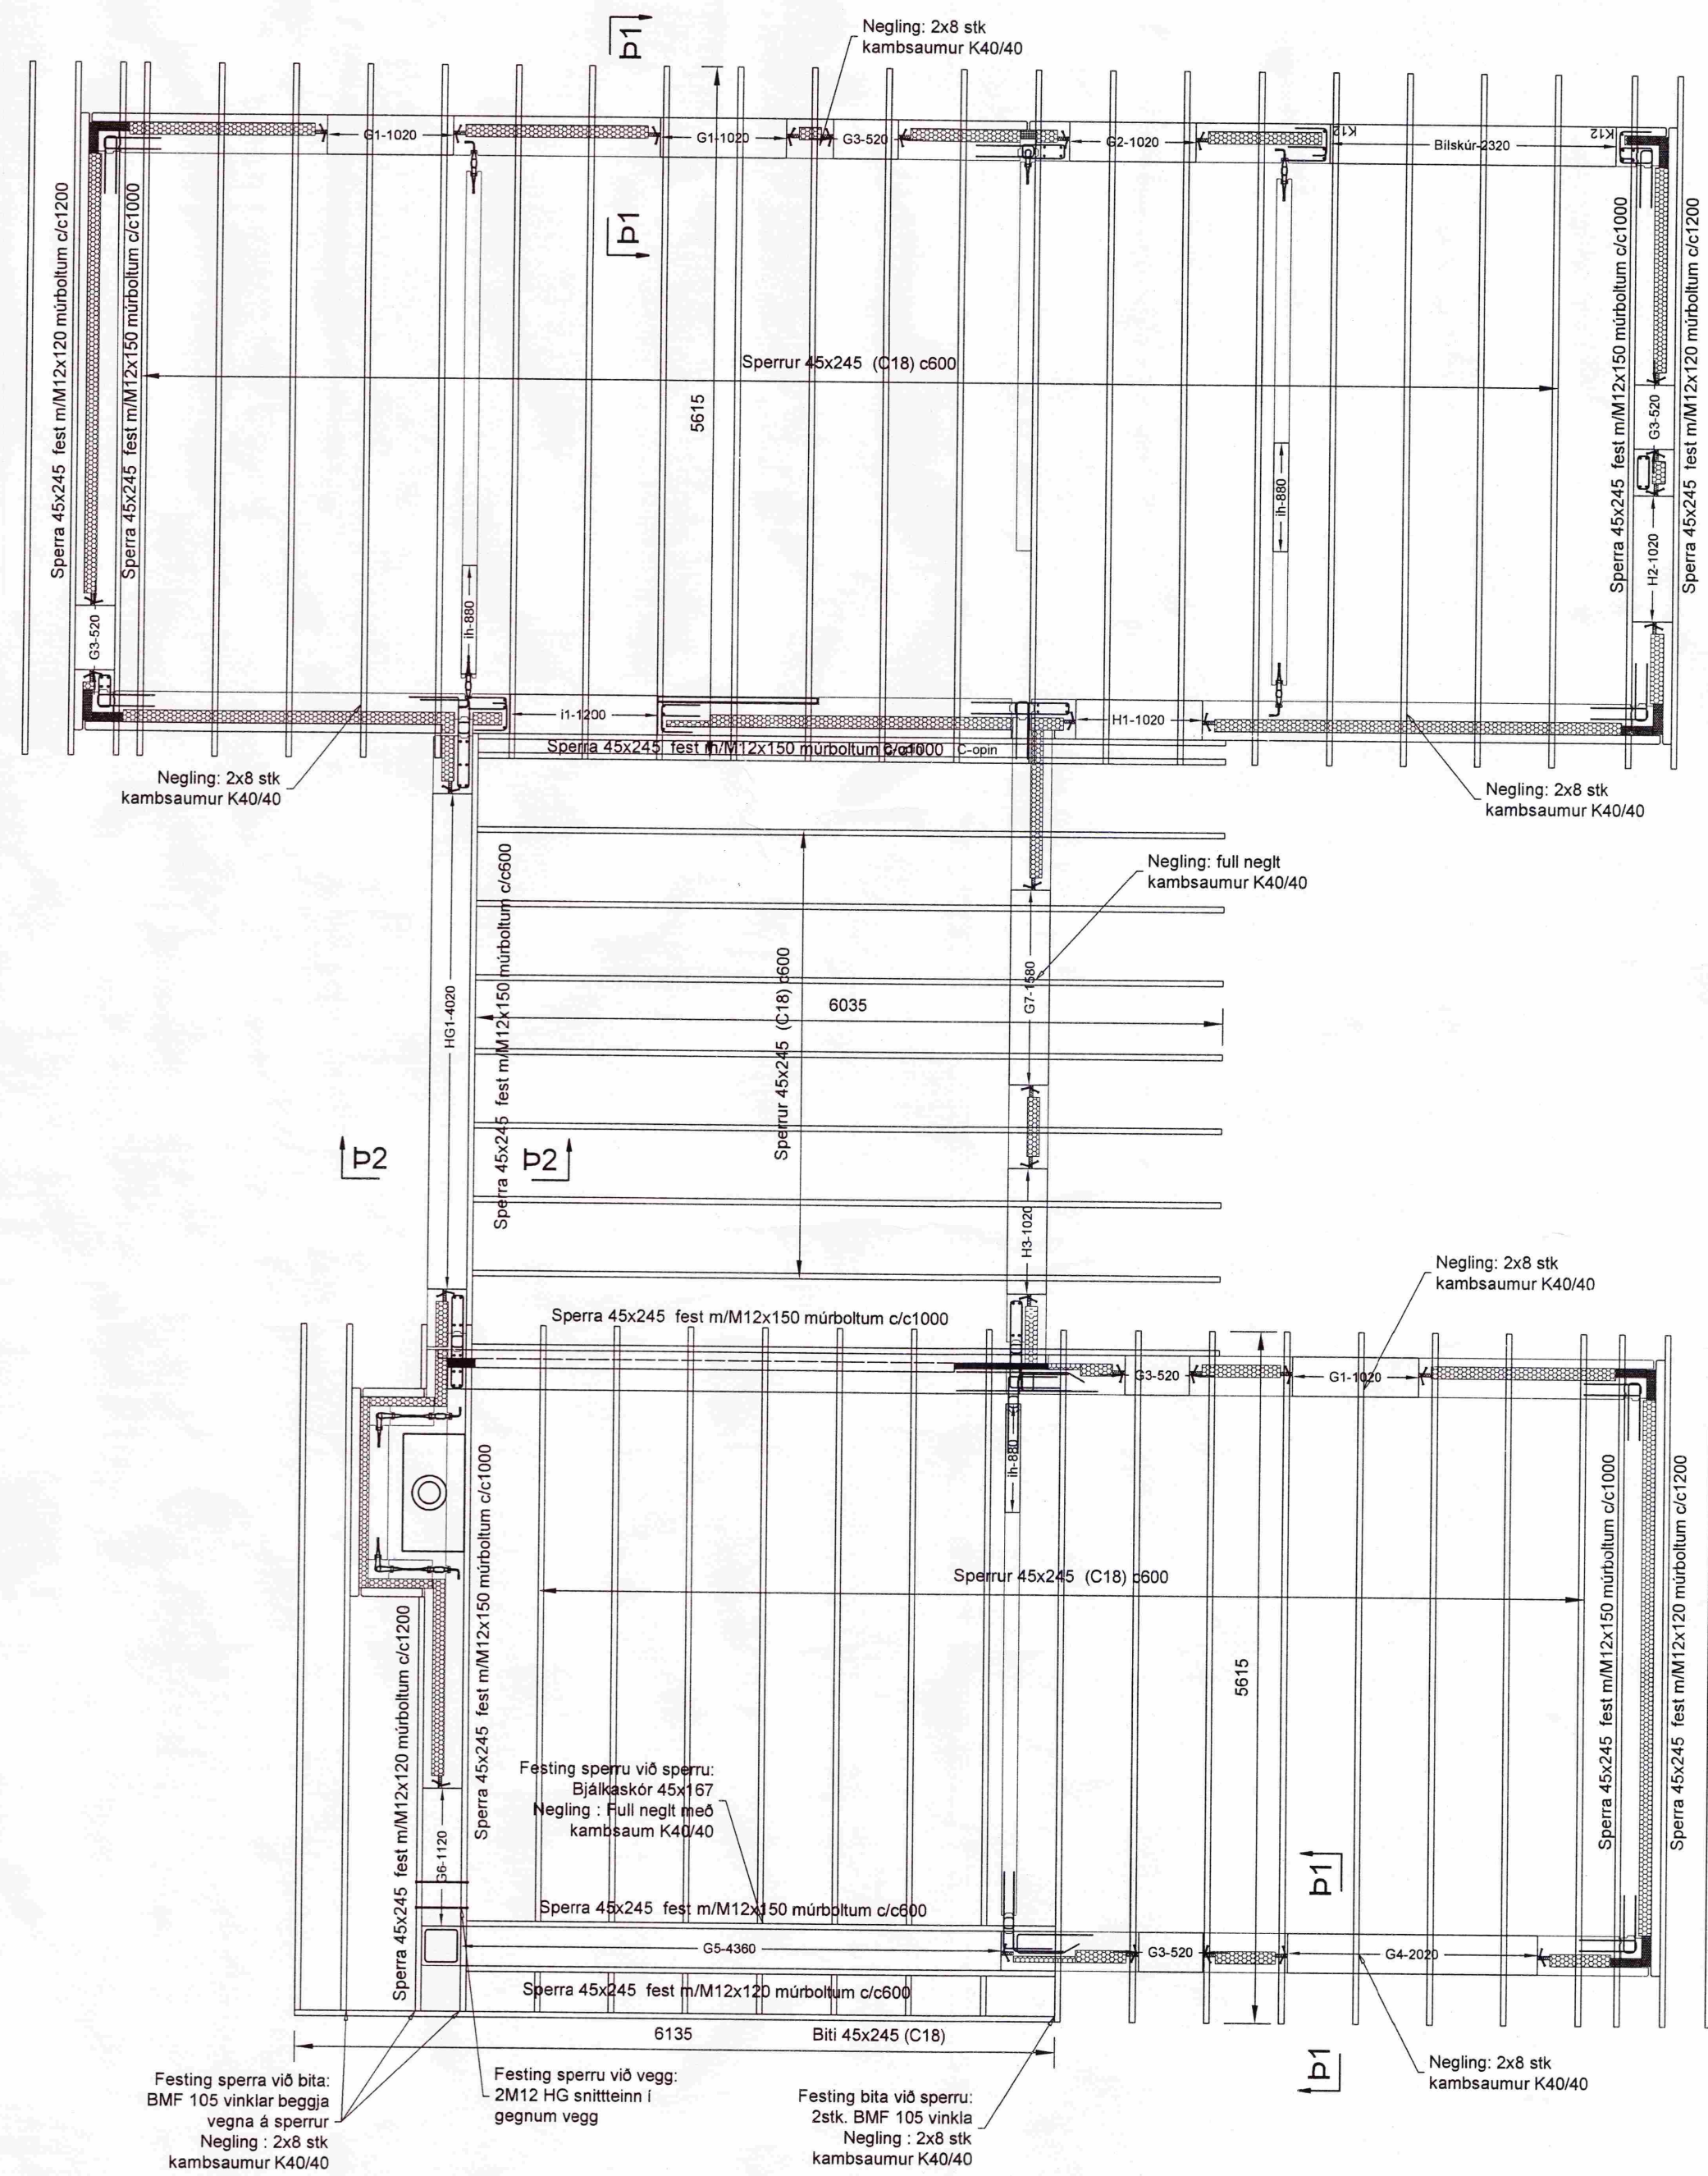 Þ1
Negling: 2x8 stk
kambsaumur K40/40
G1-1020
G1-1020
G3-520
G2-1020
K12
Bílskúr-2320
K12
Þ1
Sperra 45x245 fest m/M12x120 múrboltum c/c1200
Sperra 45x245 fest m/M12x150 múrboltum c/c1000
Sperrur 45x245 (C18) c600
5615
Sperra 45x245 fest m/M12x150 múrboltum c/c1000
Sperra 45x245 fest m/M12x120 múrboltum c/c1200
G3-520
ih-880
H2-1020
ih-880
G3-520
i1-1200
H1-1020
Sperra 45x245 fest m/M12x150 múrboltum c/c1000
C-opin
Negling: 2x8 stk
kambsaumur K40/40
Negling: 2x8 stk
kambsaumur K40/40
Negling: full neglt
kambsaumur K40/40
HG1-4020
Sperra 45x245 fest m/M12x150 múrboltum c/c600
Sperrur 45x245 (C18) c600
6035
G7-1580
Þ2
Þ2
H3-1020
Negling: 2x8 stk
kambsaumur K40/40
Sperra 45x245 fest m/M12x150 múrboltum c/c1000
G3-520
G1-1020
ih-880
Sperra 45x245 fest m/M12x150 múrboltum c/c1000
Sperrur 45x245 (C18) c600
Sperra 45x245 fest m/M12x150 múrboltum c/c1000
Sperra 45x245 fest m/M12x120 múrboltum c/c1200
5615
Sperra 45x245 fest m/M12x120 múrboltum c/c1200
Festing sperru við sperru:
Bjálkaskór 45x167
Negling : Full neglt með
kambsaum K40/40
G6-1120
Þ1
Sperra 45x245 fest m/M12x150 múrboltum c/c600
G5-4360
G3-520
G4-2020
Sperra 45x245 fest m/M12x120 múrboltum c/c600
6135
Biti 45x245 (C18)
Þ1
Negling: 2x8 stk
kambsaumur K40/40
Festing sperra við bita:
BMF 105 vinklar beggja
vegna á sperrur
Negling : 2x8 stk
kambsaumur K40/40
Festing sperru við vegg:
2M12 HG snittteinn í
gegnum vegg
Festing bita við sperru:
2stk. BMF 105 vinkla
Negling : 2x8 stk
kambsaumur K40/40